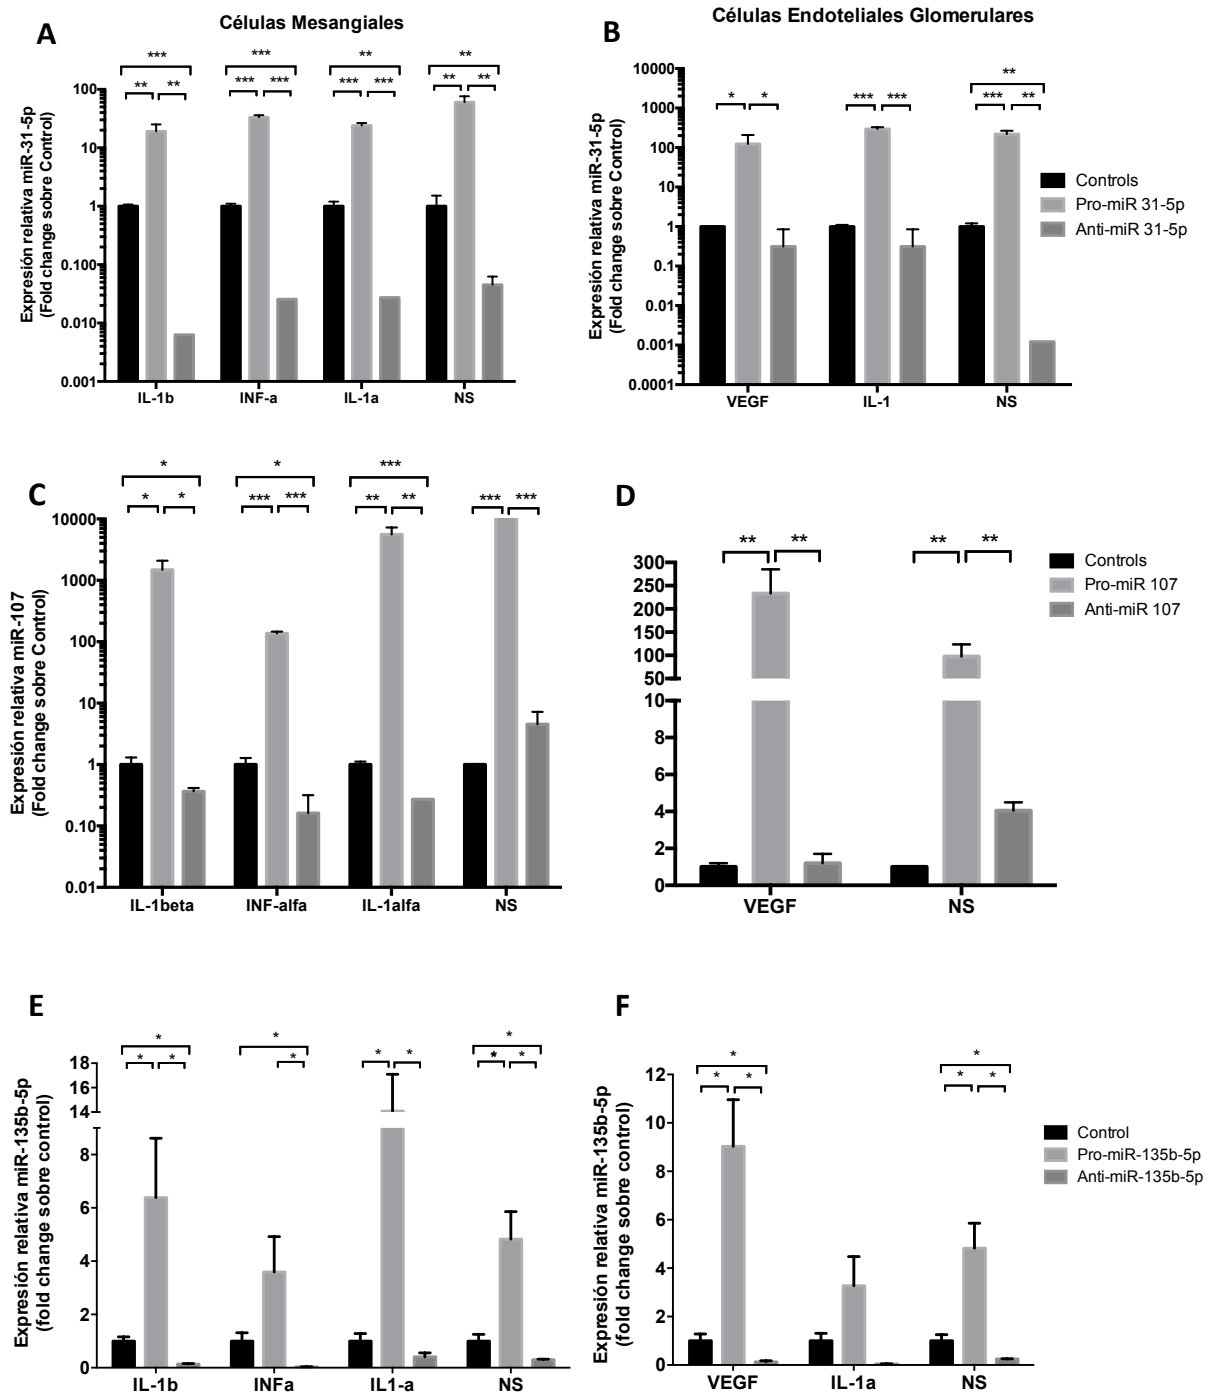 Células Mesangiales
Células Endoteliales Glomerulares
A
*** *** ** **
** ** *** *** *** *** ** **
Expresión relativa miR-31-5p
(Fold change sobre Control)
100
10
1
0.100
0.010
0.001
IL-1b INF-a IL-1a NS
B
**
* * *** *** *** **
Expresión relativa miR-31-5p
(Fold change sobre Control)
10000
1000
100
10
1
0.1
0.01
0.001
0.0001
VEGF IL-1 NS
Controls
Pro-miR 31-5p
Anti-miR 31-5p
C
* * ***
* * *** *** ** ** *** ***
Expresión relativa miR-107
(Fold change sobre Control)
10000
1000
100
10
1
0.10
0.01
IL-1beta INF-alfa IL-1alfa NS
D
** ** ** **
300
250
200
150
100
50
10
8
6
4
2
0
VEGF NS
Controls
Pro-miR 107
Anti-miR 107
E
* * *
* * * * * * *
Expresión relativa miR-135b-5p
(fold change sobre control)
18
16
14
8
6
4
2
0
IL-1b INFa IL1-a NS
F
* *
* * * *
Expresión relativa miR-135b-5p
(fold change sobre control)
12
10
8
6
4
2
0
VEGF IL-1a NS
Control
Pro-miR-135b-5p
Anti-miR-135b-5p